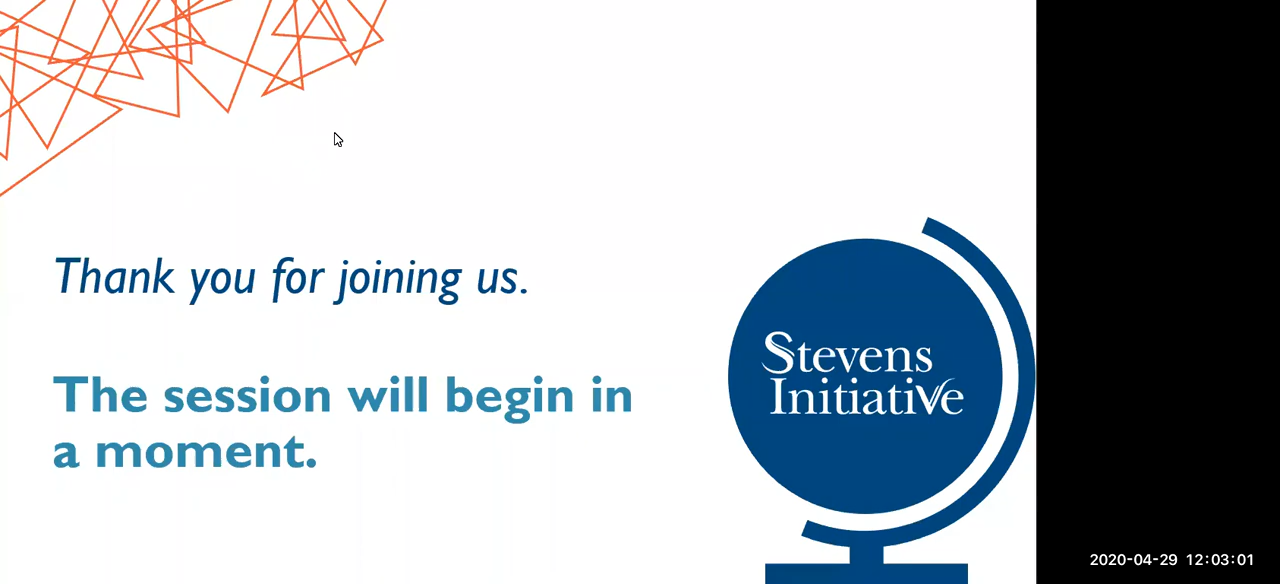 Thank you for joining us.
The session will begin in
a moment.
Stevens
Initiative
2020-04-29 12:03:01